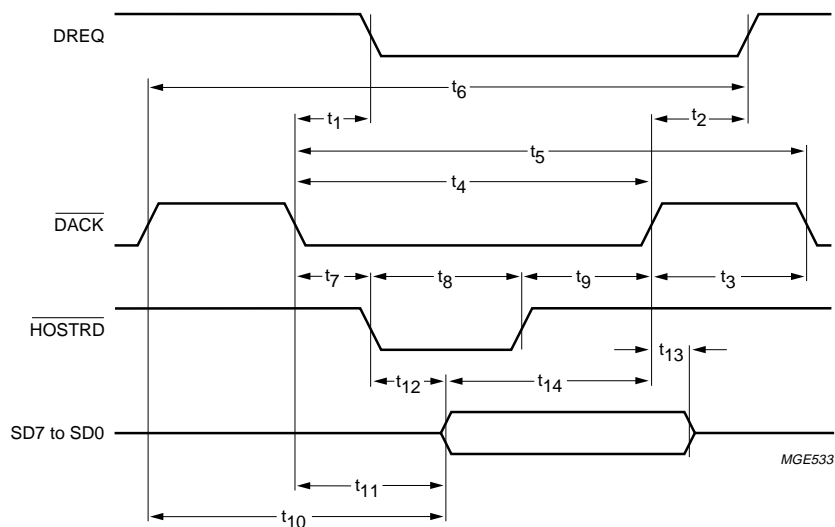 DREQ
t6
t1
t2
t5
t4
DACK
t7
t8
t9
t3
HOSTRD
t13
t12
t14
SD7 to SD0
MGE533
t11
t10